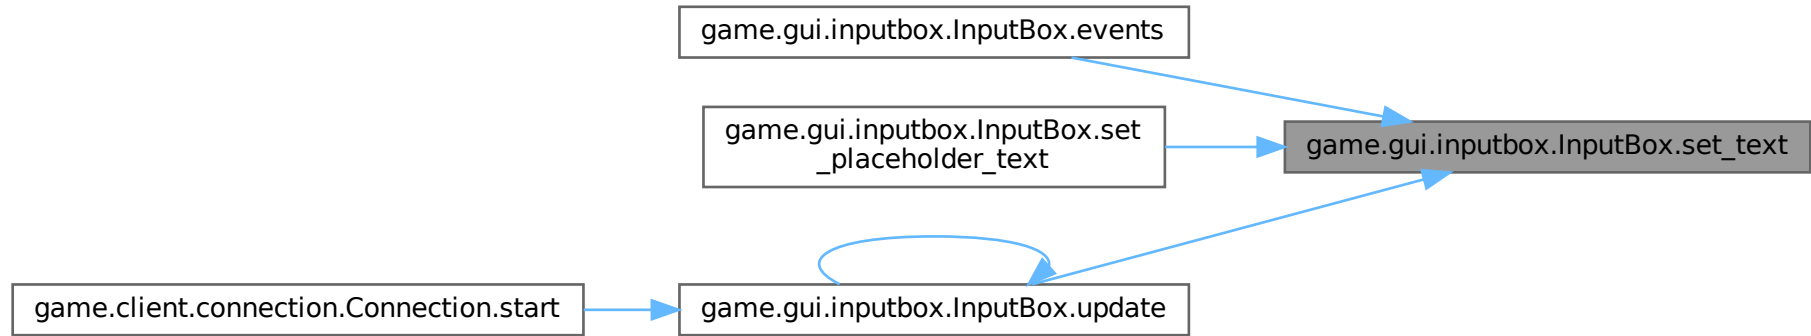 game.gui.inputbox.InputBox.events
game.gui.inputbox.InputBox.set
_placeholder_text
game.gui.inputbox.InputBox.set_text
game.client.connection.Connection.start
game.gui.inputbox.InputBox.update